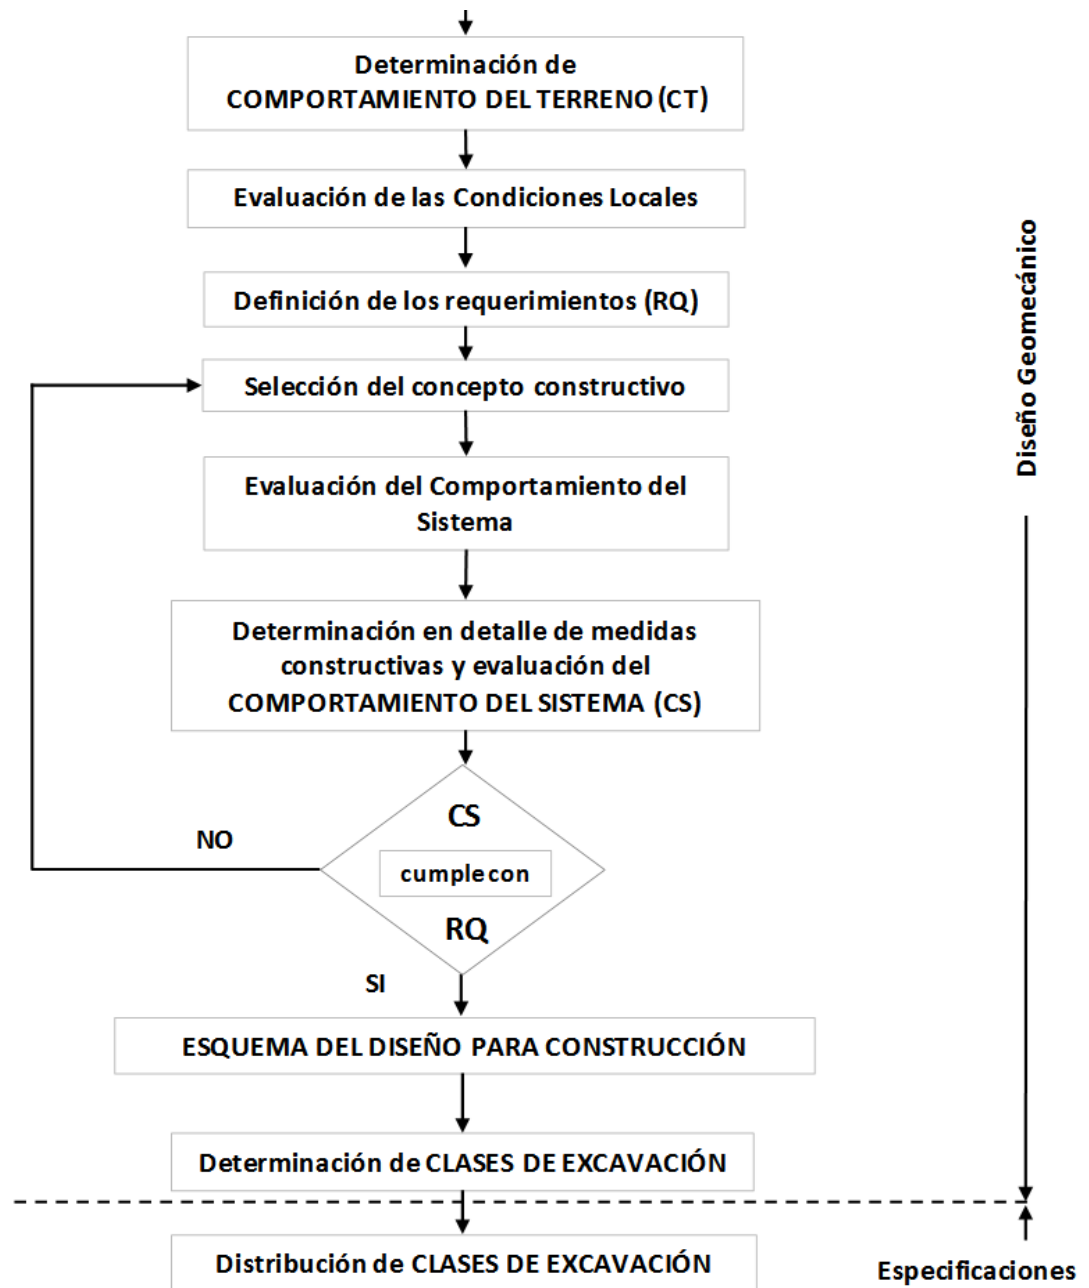 Determinación de
COMPORTAMIENTO DEL TERRENO (CT)
Evaluación de las Condiciones Locales
Definición de los requerimientos (RQ)
Selección del concepto constructivo
Evaluación del Comportamiento del
Sistema
Determinación en detalle de medidas
constructivas y evaluación del
COMPORTAMIENTO DEL SISTEMA (CS)
CS
cumple con
RQ
NO
SI
ESQUEMA DEL DISEÑO PARA CONSTRUCCIÓN
Determinación de CLASES DE EXCAVACIÓN
Distribución de CLASES DE EXCAVACIÓN
Diseño Geomecánico
Especificaciones